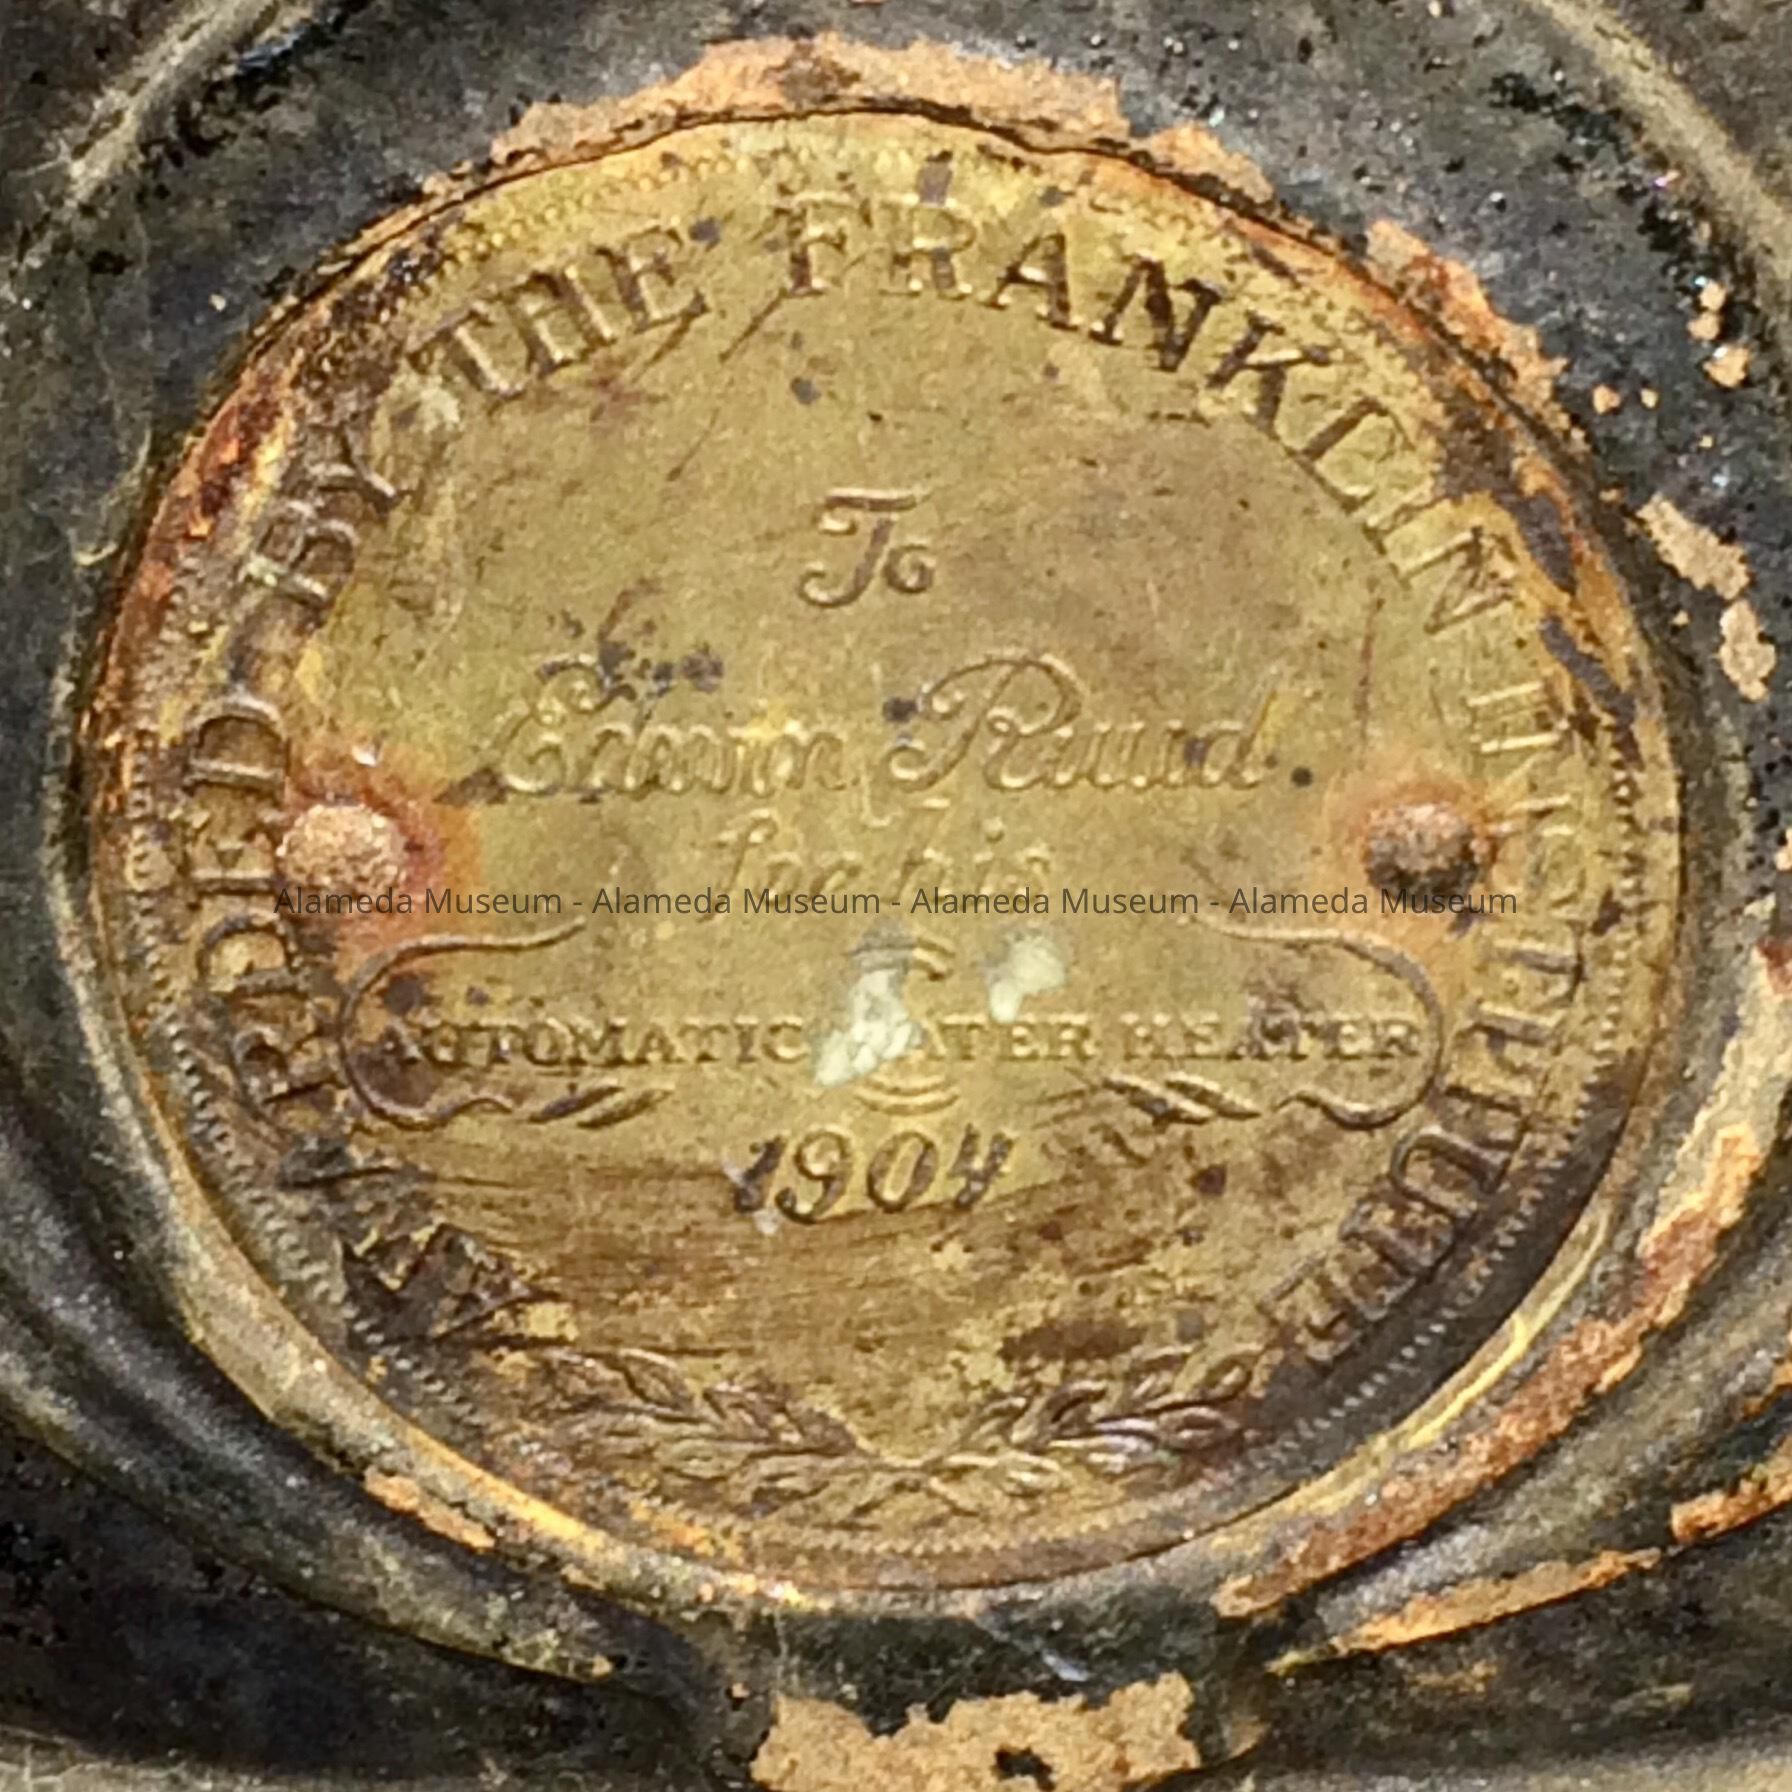 AWARDED BY THE FRANKLIN INSTITUTE
To
Edwin Ruud.
for his
AUTOMATIC WATER HEATER
1904
Alameda Museum - Alameda Museum - Alameda Museum - Alameda Museum